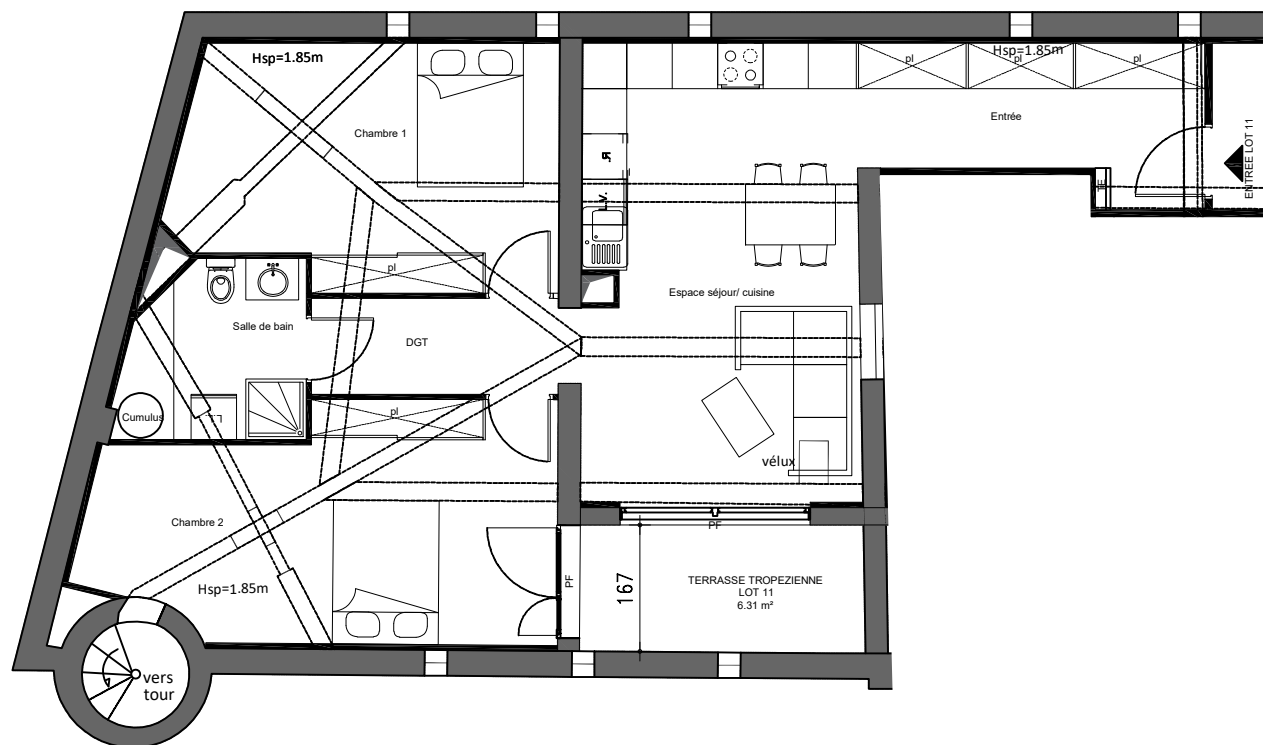 Hsp=1.85m
Hsp=1.85m
pl
pl
pl
Chambre 1
Entrée
ENTREE LOT 11
TE
R.
L.V.
pl
Espace séjour/ cuisine
Salle de bain
DGT
pl
Cumulus
L.L
vélux
Chambre 2
PF
Hsp=1.85m
PF
167
TERRASSE TROPEZIENNE
LOT 11
6.31 m²
vers
tour